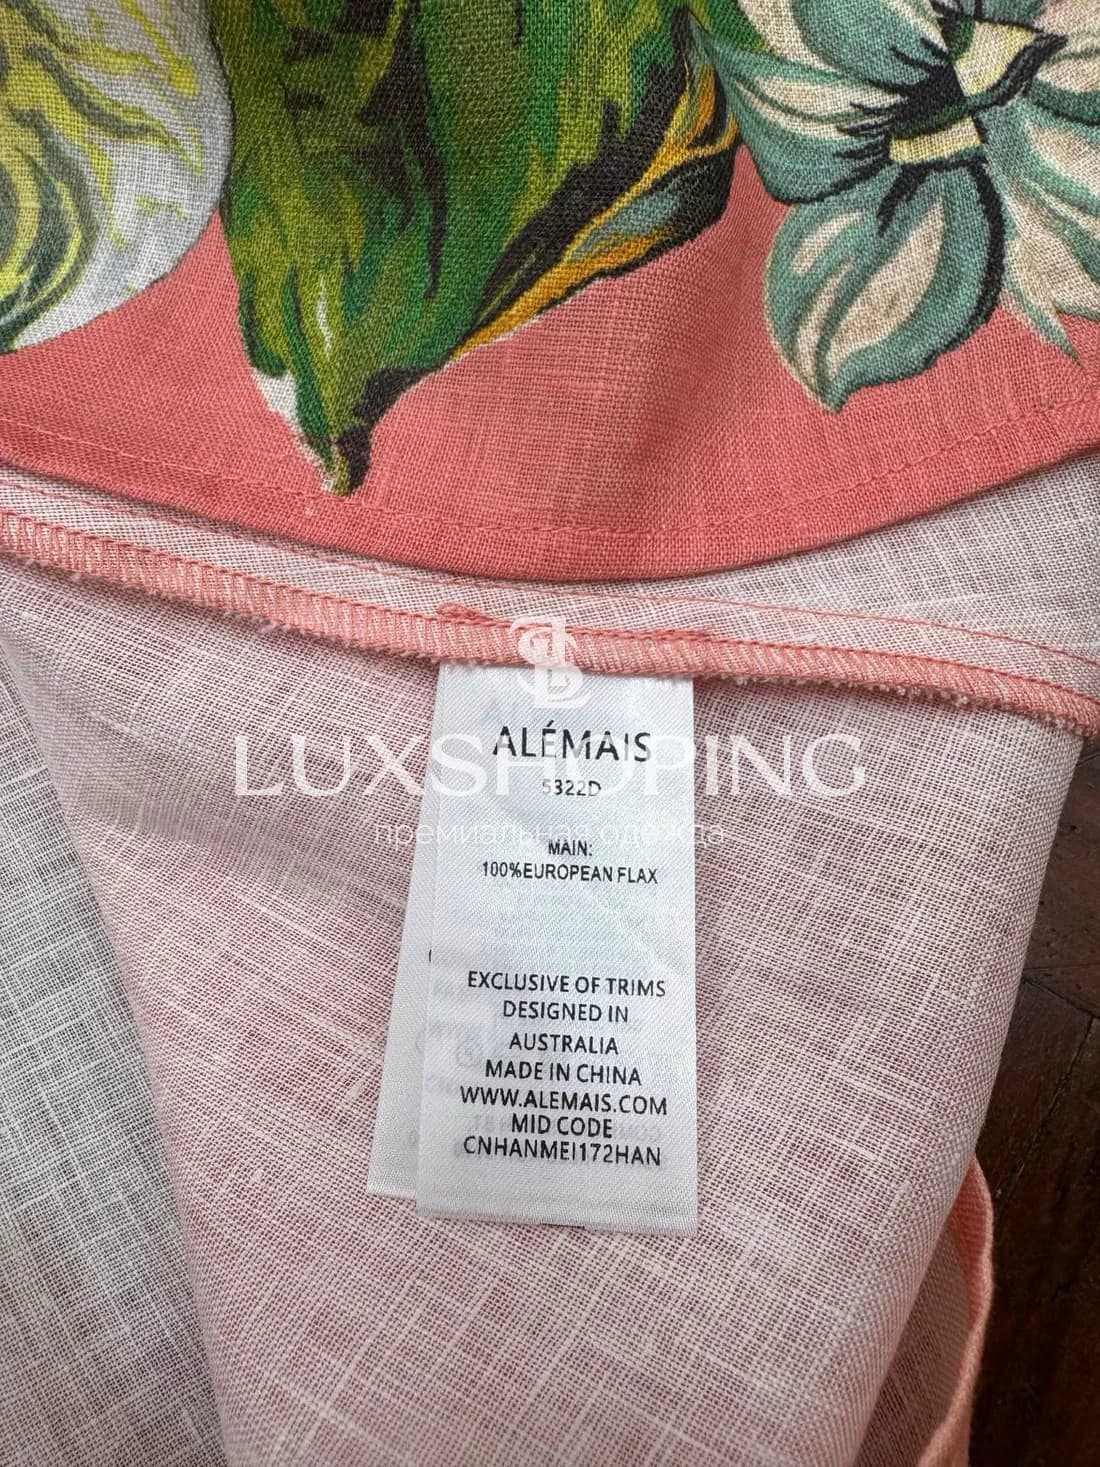 ALÉMAIS
LUXSHOPING
5322D
премиальная одежда
MAIN:
100%EUROPEAN FLAX
EXCLUSIVE OF TRIMS
DESIGNED IN
AUSTRALIA
MADE IN CHINA
WWW.ALEMAIS.COM
MID CODE
CNHANMEI172HAN